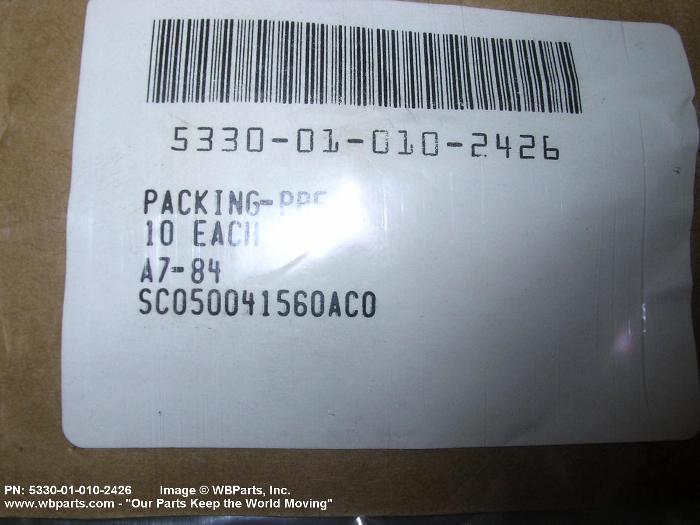 5330-01-010-2426
PACKING-PRE
10 EACH
A7-84
SC050041560AC0
PN: 5330-01-010-2426 Image © WBParts, Inc.
www.wbparts.com - "Our Parts Keep the World Moving"